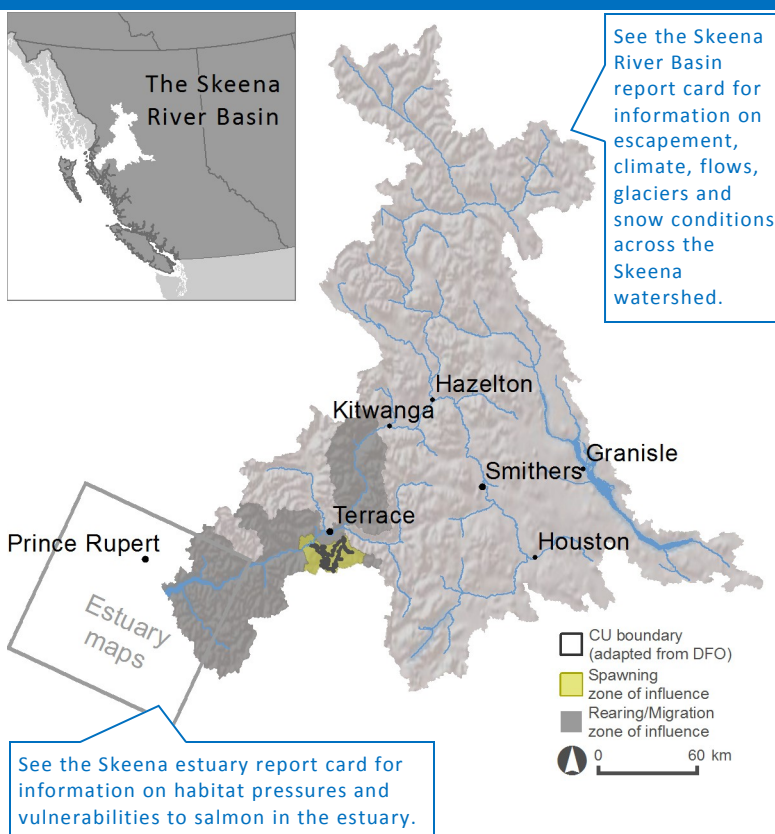 The Skeena
River Basin
See the Skeena
River Basin
report card for
information on
escapement,
climate, flows,
glaciers and
snow conditions
across the
Skeena
watershed.
Hazelton
Kitwanga
Granisle
Smithers
Terrace
Houston
Prince Rupert
Estuary
maps
CU boundary
(adapted from DFO)
Spawning
zone of influence
Rearing/Migration
zone of influence
0 60 km
See the Skeena estuary report card for
information on habitat pressures and
vulnerabilities to salmon in the estuary.